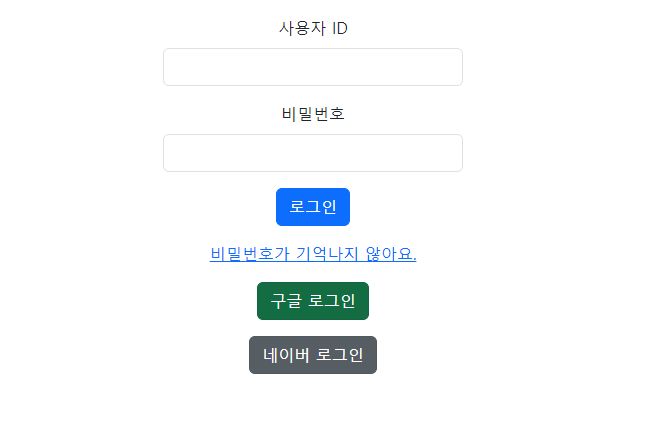 사용자 ID
비밀번호
로그인
비밀번호가 기억나지 않아요.
구글 로그인
네이버 로그인